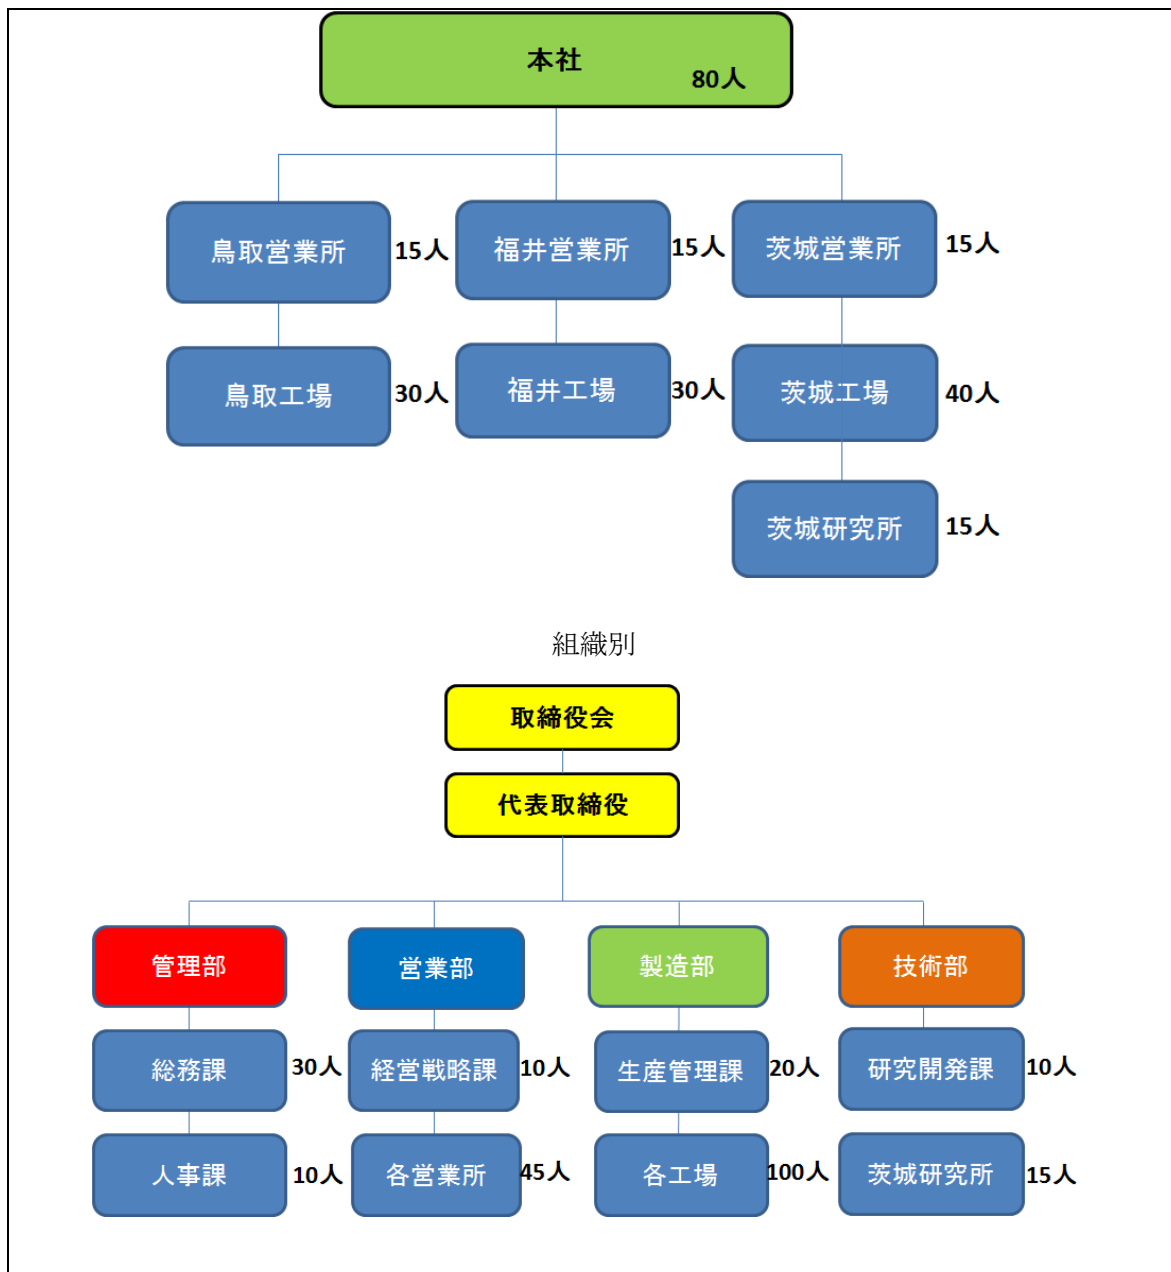 本社
80人
鳥取営業所 15人 福井営業所 15人 茨城営業所 15人
鳥取工場 30人 福井工場 30人 茨城工場 40人
茨城研究所 15人
組織別
取締役会
代表取締役
管理部 営業部 製造部 技術部
総務課 30人 経営戦略課 10人 生産管理課 20人 研究開発課 10人
人事課 10人 各営業所 45人 各工場 100人 茨城研究所 15人